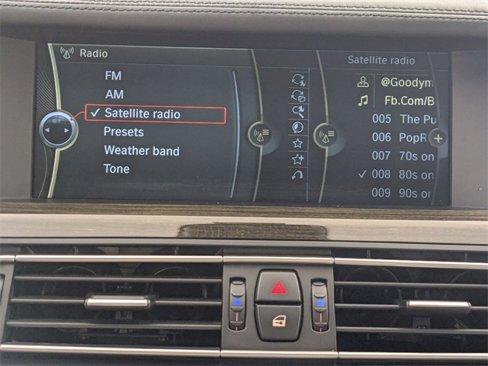 Radio
FM
AM
Satellite radio
Presets
Weather band
Tone
Satellite radio
@Goodyn
Fb.Com/B
005 The Pu
006 PopR
007 70s on
008 80s on
009 90s on